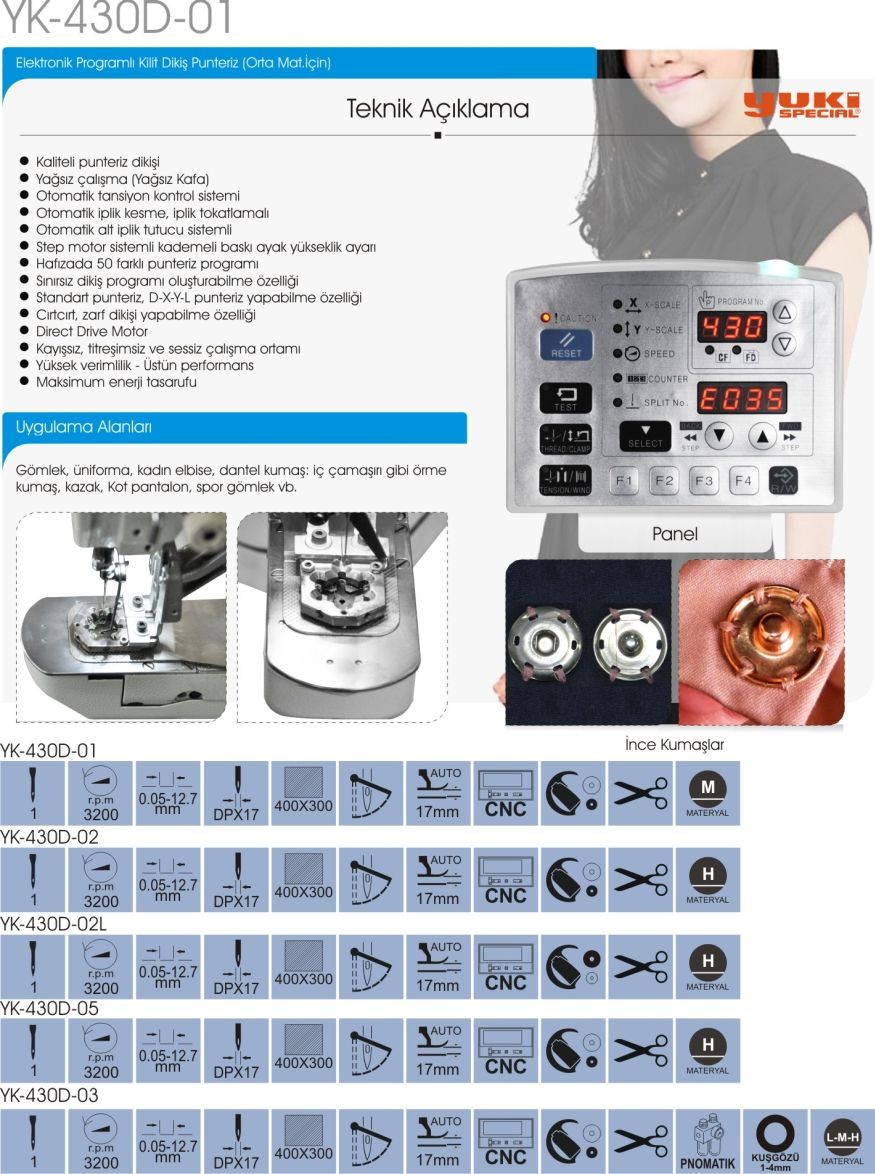 YK-430D-01
Elektronik Programlı Kilit Dikiş Punteriz (Orta Mat.İçin)
Teknik Açıklama
YUKI
SPECIAL®
Kaliteli punteriz dikişi
Yağsız çalışma (Yağsız Kafa)
Otomatik tansiyon kontrol sistemi
Otomatik iplik kesme, iplik tokatlamalı
Otomatik alt iplik tutucu sistemli
Step motor sistemli kademeli baskı ayak yükseklik ayarı
Hafızada 50 farklı punteriz programı
Sınırsız dikiş programı oluşturabilme özelliği
Standart punteriz, D-X-Y-L punteriz yapabilme özelliği
Cırtcırt, zarf dikişi yapabilme özelliği
Direct Drive Motor
Kayışsız, titreşimsiz ve sessiz çalışma ortamı
Yüksek verimlilik - Üstün performans
Maksimum enerji tasarufu
! CAUTION
RESET
TEST
THREAD/CLAMP
TENSION/WIND
X X-SCALE
Y Y-SCALE
SPEED
COUNTER
SPLIT No.
SELECT
P PROGRAM No.
430
CF FD
E035
BACK FWD
STEP STEP
F1 F2 F3 F4 R/W
Panel
Uygulama Alanları
Gömlek, üniforma, kadın elbise, dantel kumaş: iç çamaşırı gibi örme
kumaş, kazak, Kot pantalon, spor gömlek vb.
İnce Kumaşlar
YK-430D-01
1 r.p.m 3200 0.05-12.7 mm DPX17 400X300 AUTO 17mm CNC M MATERYAL
YK-430D-02
1 r.p.m 3200 0.05-12.7 mm DPX17 400X300 AUTO 17mm CNC H MATERYAL
YK-430D-02L
1 r.p.m 3200 0.05-12.7 mm DPX17 400X300 AUTO 17mm CNC H MATERYAL
YK-430D-05
1 r.p.m 3200 0.05-12.7 mm DPX17 400X300 AUTO 17mm CNC H MATERYAL
YK-430D-03
1 r.p.m 3200 0.05-12.7 mm DPX17 400X300 AUTO 17mm CNC PNOMATIK KUŞGÖZÜ 1-4mm L-M-H MATERYAL